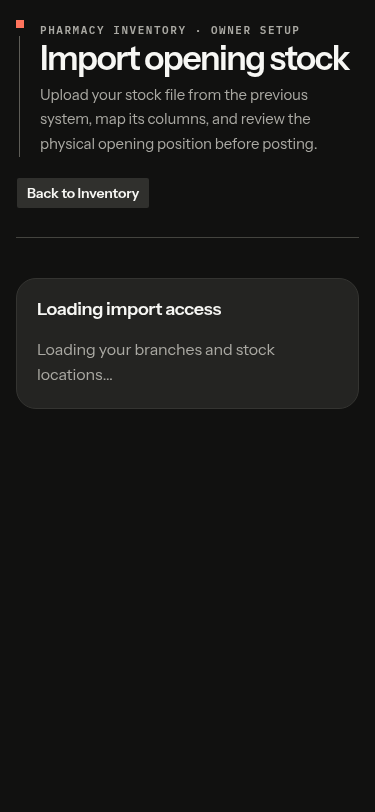 PHARMACY INVENTORY · OWNER SETUP
Import opening stock
Upload your stock file from the previous
system, map its columns, and review the
physical opening position before posting.
Back to Inventory
Loading import access
Loading your branches and stock
locations...